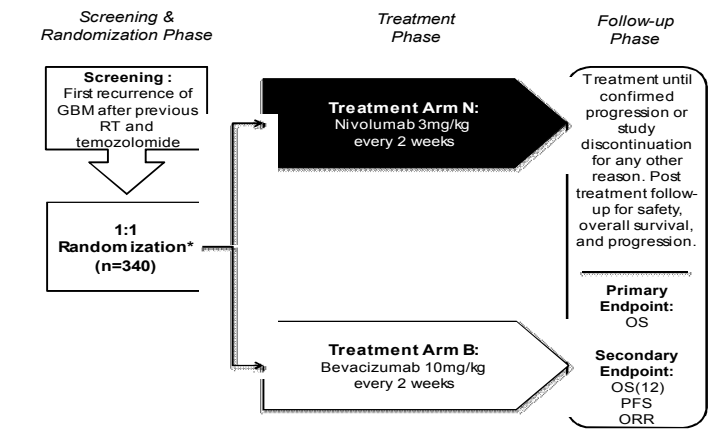 Screening &
Randomization Phase
Treatment
Phase
Follow-up
Phase
Screening :
First recurrence of
GBM after previous
RT and
temozolomide
1:1
Randomization*
(n=340)
Treatment Arm N:
Nivolumab 3mg/kg
every 2 weeks
Treatment Arm B:
Bevacizumab 10mg/kg
every 2 weeks
Treatment until
confirmed
progression or
study
discontinuation
for any other
reason. Post
treatment follow-
up for safety,
overall survival,
and progression.
Primary
Endpoint:
OS
Secondary
Endpoint:
OS(12)
PFS
ORR